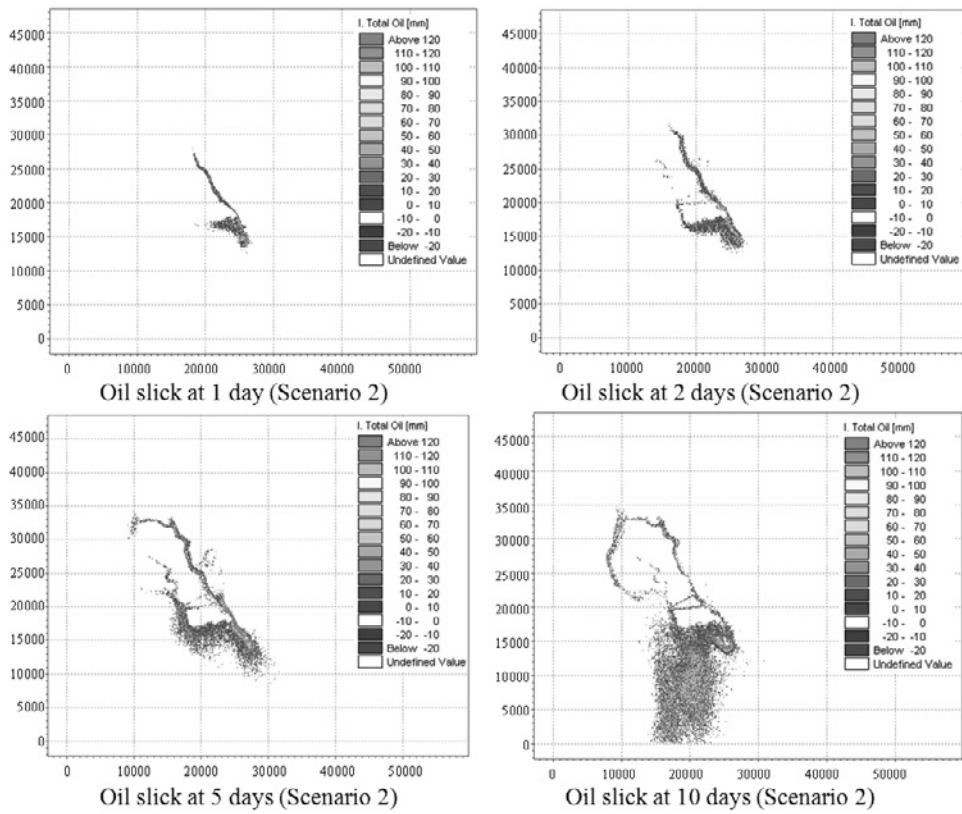 I. Total Oil [mm]
Above 120
110 - 120
100 - 110
90 - 100
80 - 90
70 - 80
60 - 70
50 - 60
40 - 50
30 - 40
20 - 30
10 - 20
0 - 10
-10 - 0
-20 - -10
Below -20
Undefined Value
45000
40000
35000
30000
25000
20000
15000
10000
5000
0
0 10000 20000 30000 40000 50000
Oil slick at 1 day (Scenario 2)
I. Total Oil [mm]
Above 120
110 - 120
100 - 110
90 - 100
80 - 90
70 - 80
60 - 70
50 - 60
40 - 50
30 - 40
20 - 30
10 - 20
0 - 10
-10 - 0
-20 - -10
Below -20
Undefined Value
45000
40000
35000
30000
25000
20000
15000
10000
5000
0
0 10000 20000 30000 40000 50000
Oil slick at 2 days (Scenario 2)
I. Total Oil [mm]
Above 120
110 - 120
100 - 110
90 - 100
80 - 90
70 - 80
60 - 70
50 - 60
40 - 50
30 - 40
20 - 30
10 - 20
0 - 10
-10 - 0
-20 - -10
Below -20
Undefined Value
45000
40000
35000
30000
25000
20000
15000
10000
5000
0
0 10000 20000 30000 40000 50000
Oil slick at 5 days (Scenario 2)
I. Total Oil [mm]
Above 120
110 - 120
100 - 110
90 - 100
80 - 90
70 - 80
60 - 70
50 - 60
40 - 50
30 - 40
20 - 30
10 - 20
0 - 10
-10 - 0
-20 - -10
Below -20
Undefined Value
45000
40000
35000
30000
25000
20000
15000
10000
5000
0
10000 20000 30000 40000 50000
Oil slick at 10 days (Scenario 2)